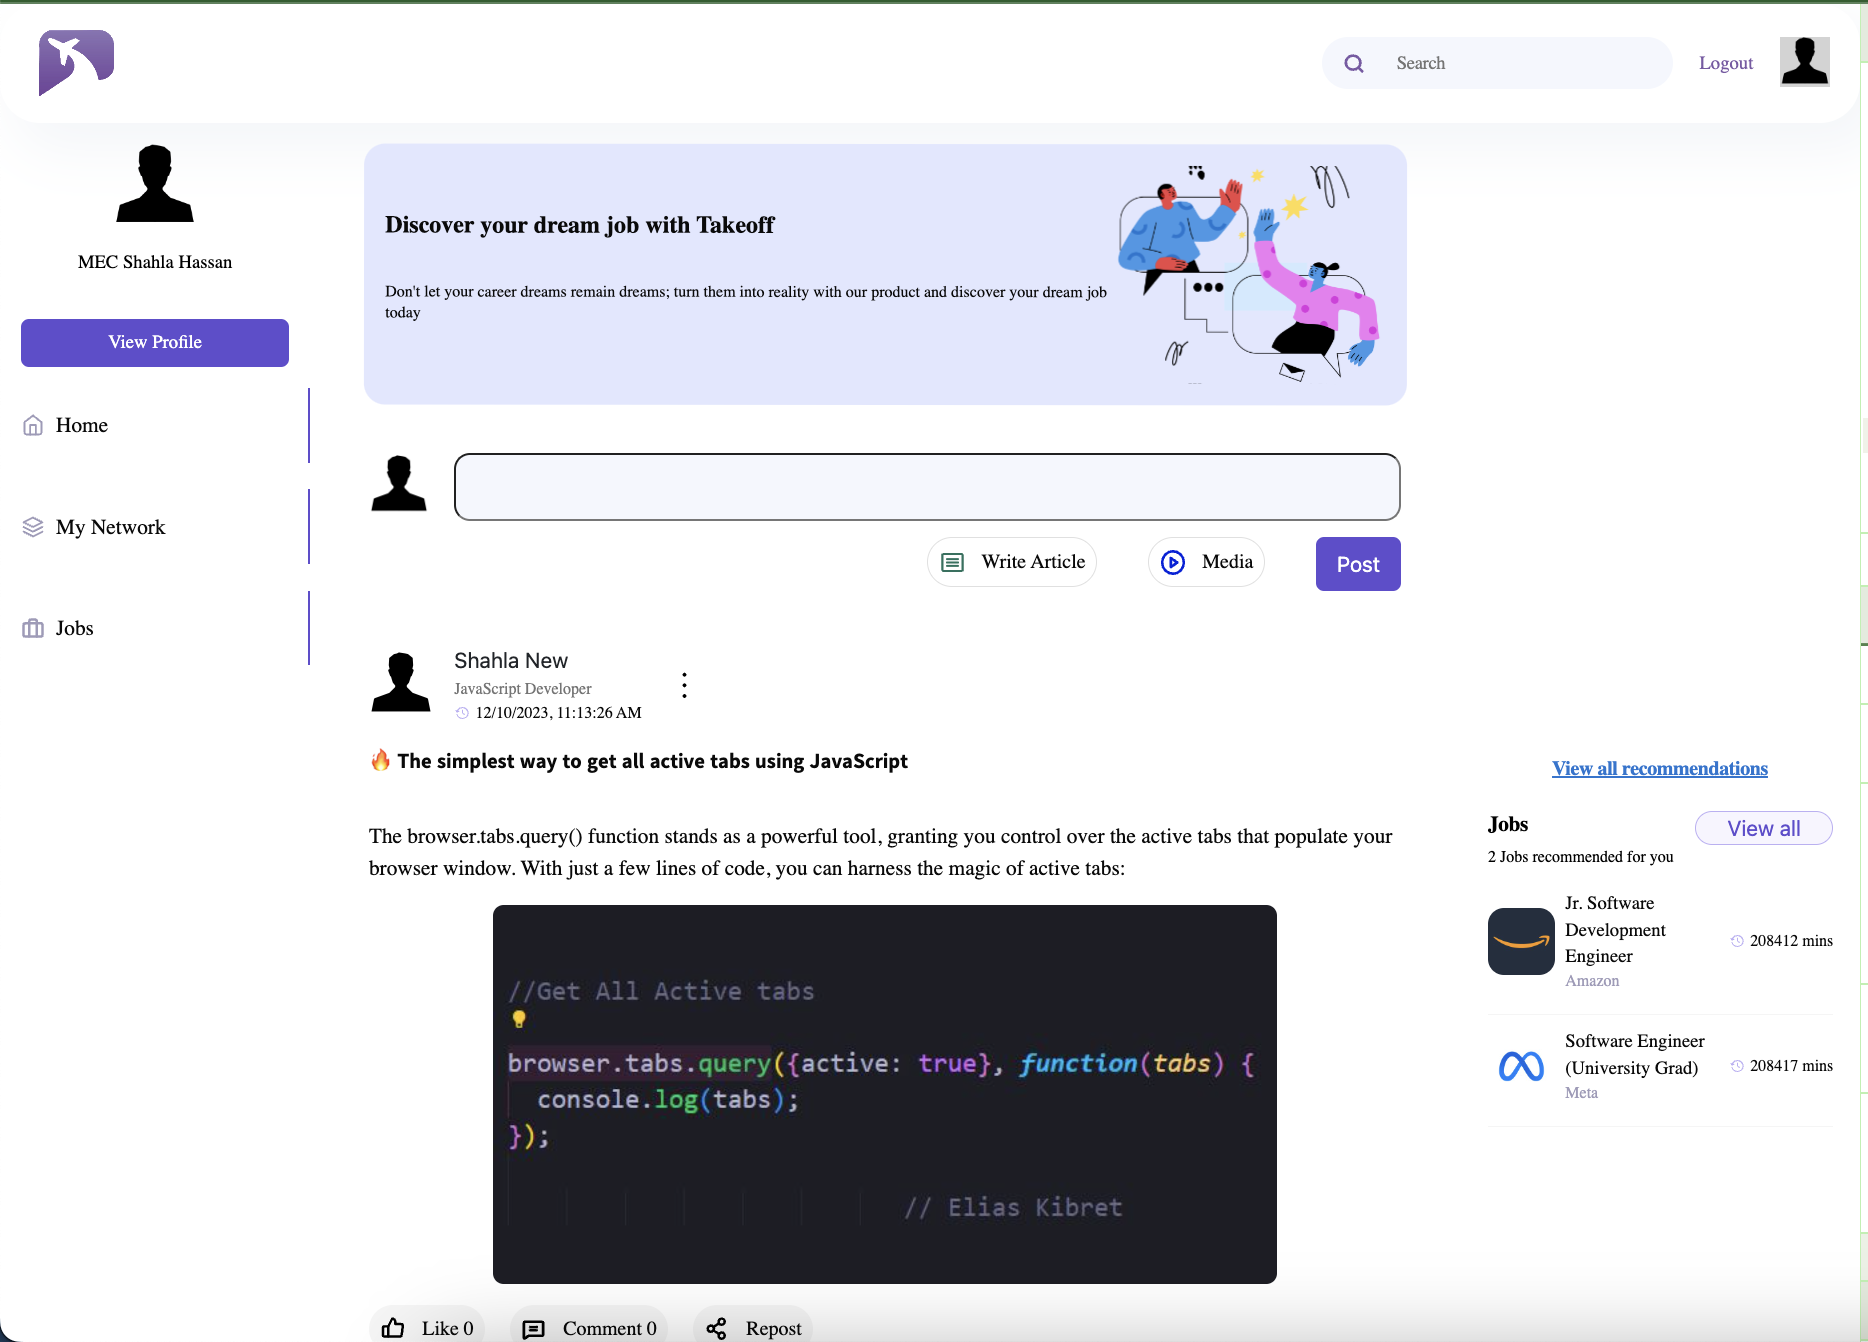 Search
Logout
MEC Shahla Hassan
View Profile
Home
My Network
Jobs
Discover your dream job with Takeoff
Don't let your career dreams remain dreams; turn them into reality with our product and discover your dream job
today
Write Article
Media
Post
Shahla New
JavaScript Developer
12/10/2023, 11:13:26 AM
🔥 The simplest way to get all active tabs using JavaScript
The browser.tabs.query() function stands as a powerful tool, granting you control over the active tabs that populate your
browser window. With just a few lines of code, you can harness the magic of active tabs:
//Get All Active tabs
browser.tabs.query({active: true}, function(tabs) {
console.log(tabs);
});
// Elias Kibret
Like 0
Comment 0
Repost
View all recommendations
Jobs
View all
2 Jobs recommended for you
Jr. Software
Development
Engineer
Amazon
208412 mins
Software Engineer
(University Grad)
Meta
208417 mins